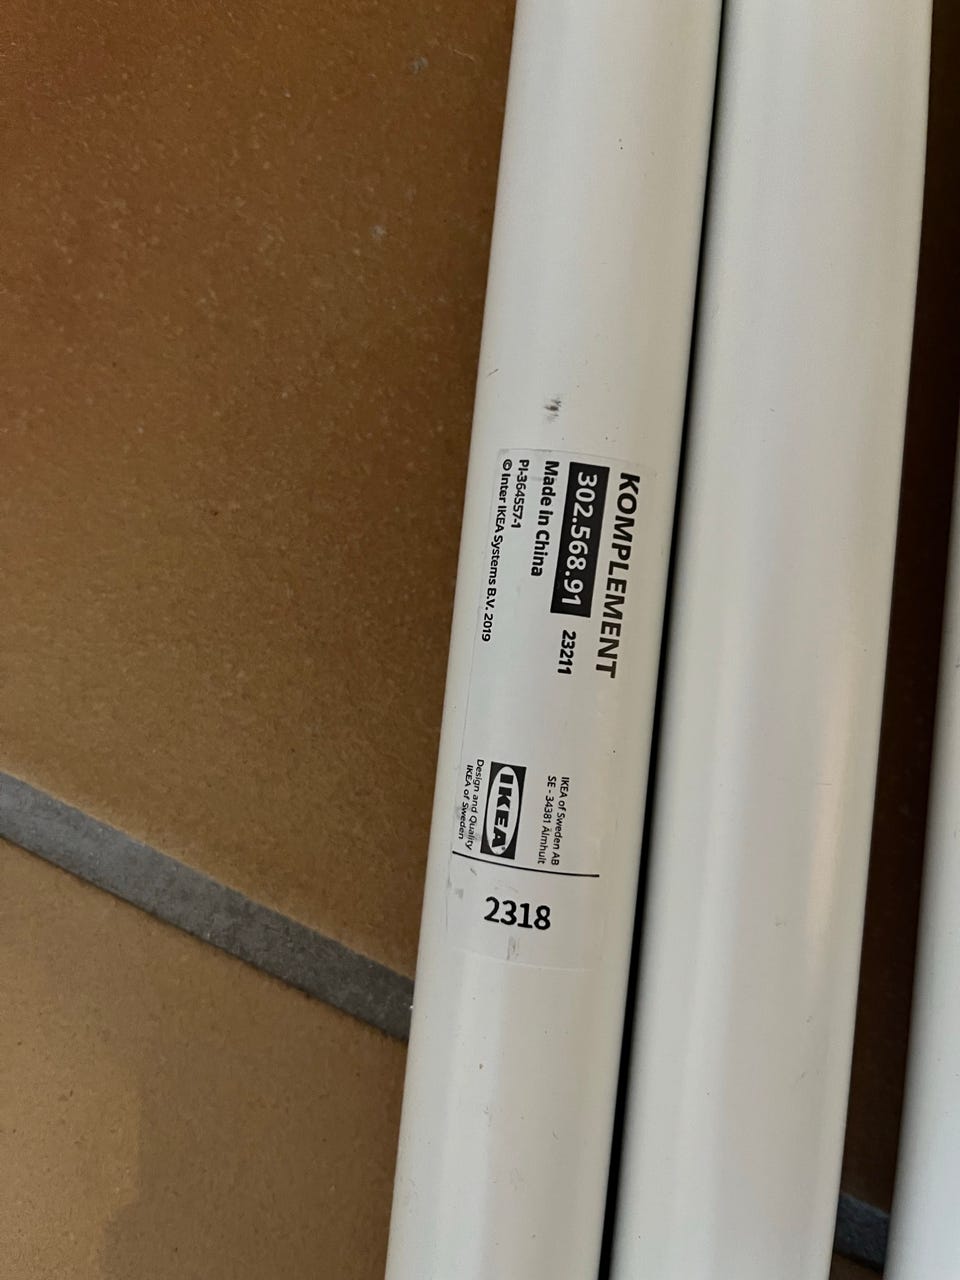 KOMPLEMENT
302.568.91 23211
Made in China
PI-364557-1
© Inter IKEA Systems B.V. 2019
IKEA of Sweden AB
SE - 34381 Älmhult
IKEA®
Design and Quality
IKEA of Sweden
2318